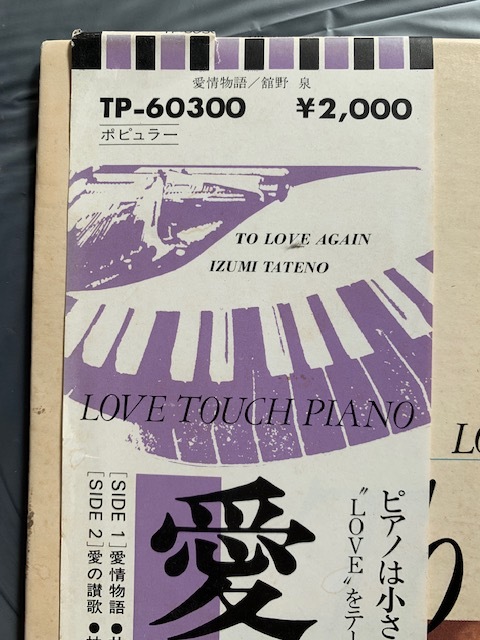 愛情物語／舘野 泉
TP-60300 ¥2,000
ポピュラー
TO LOVE AGAIN
IZUMI TATENO
LOVE TOUCH PIANO
ピアノは小さ
"LOVE"をテー
愛
[SIDE 1]愛情物語
[SIDE 2]愛の讃歌